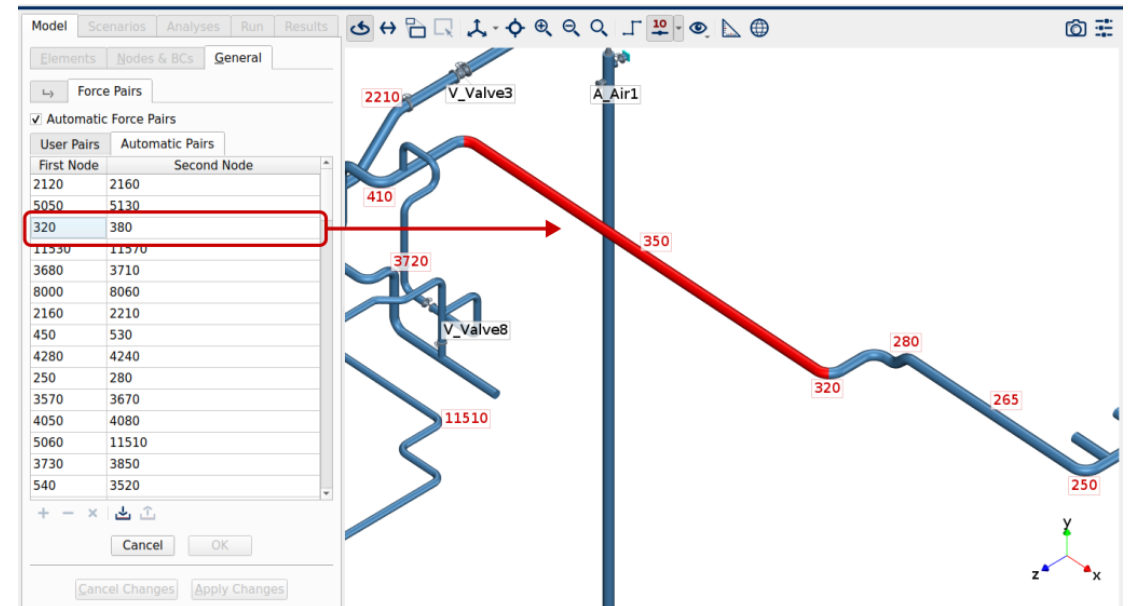 Model Scenarios Analyses Run Results
Elements Nodes & BCs General
Force Pairs
Automatic Force Pairs
User Pairs Automatic Pairs
First Node Second Node
2120 2160
5050 5130
320 380
11530 11570
3680 3710
8000 8060
2160 2210
450 530
4280 4240
250 280
3570 3670
4050 4080
5060 11510
3730 3850
540 3520
Cancel OK
Cancel Changes Apply Changes
10
2210
V_Valve3
A_Air1
410
350
3720
V_Valve8
280
320
265
11510
250
y
z x